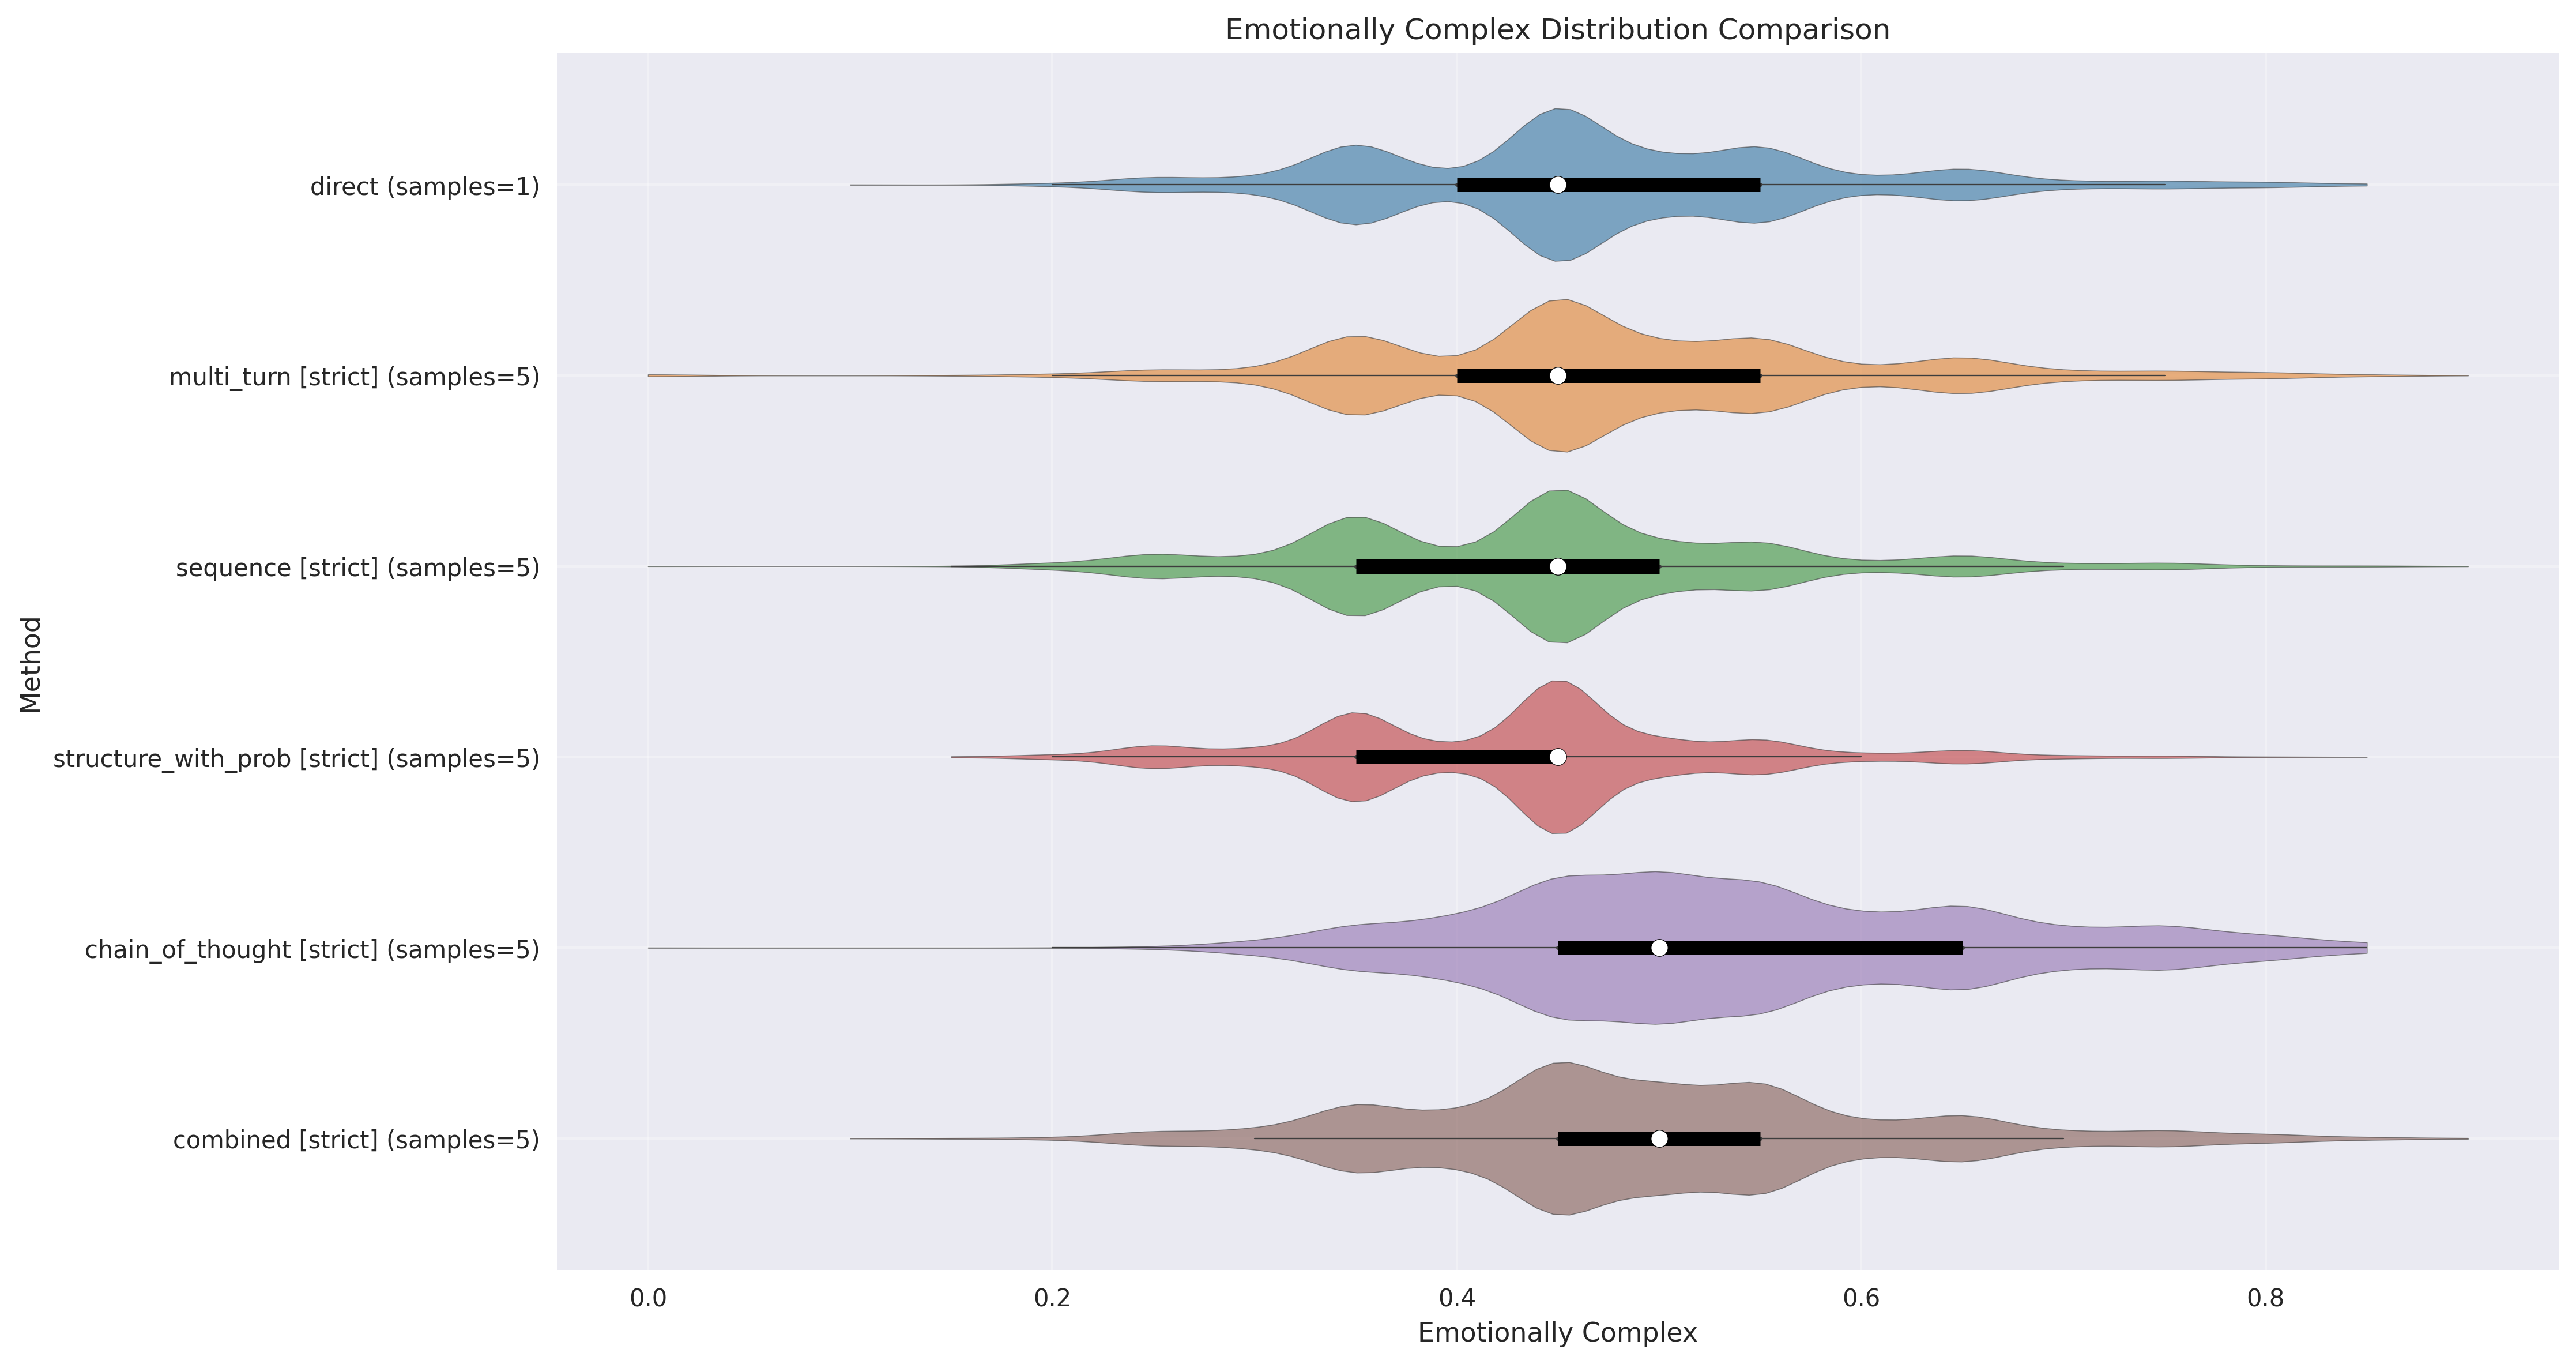 Emotionally Complex Distribution Comparison
direct (samples=1)
multi_turn [strict] (samples=5)
sequence [strict] (samples=5)
structure_with_prob [strict] (samples=5)
chain_of_thought [strict] (samples=5)
combined [strict] (samples=5)
Method
0.0 0.2 0.4 0.6 0.8
Emotionally Complex